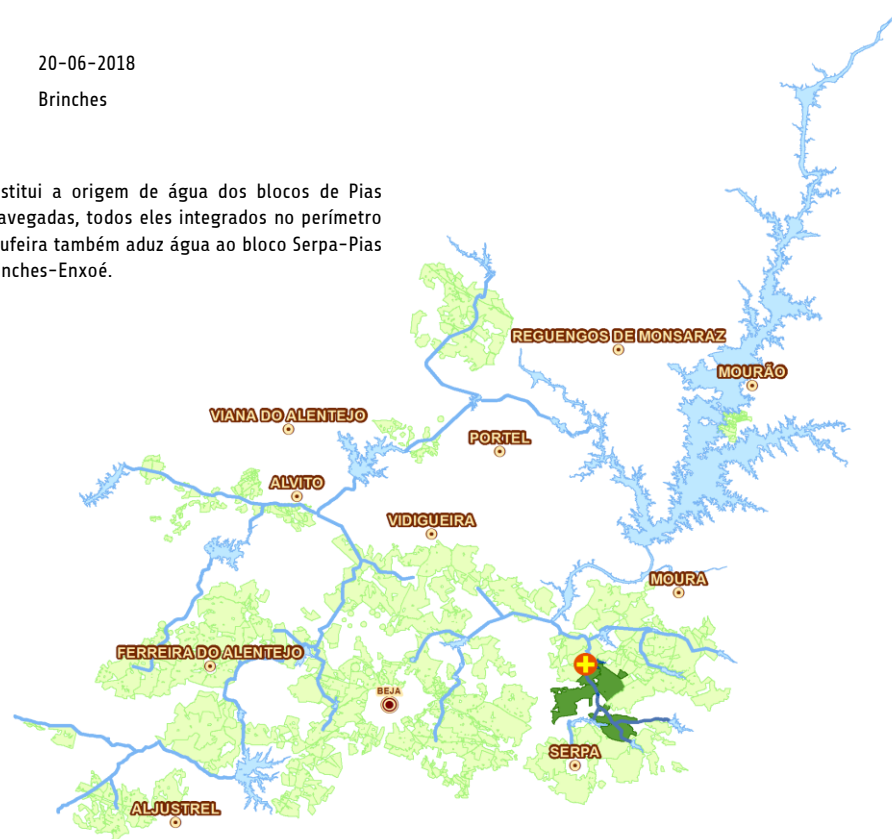 20-06-2018
Brinches
stitui a origem de água dos blocos de Pias
avegadas, todos eles integrados no perímetro
ufeira também aduz água ao bloco Serpa-Pias
nches-Enxoé.
REGUENGOS DE MONSARAZ
MOURÃO
VIANA DO ALENTEJO
PORTEL
ALVITO
VIDIGUEIRA
MOURA
FERREIRA DO ALENTEJO
BEJA
SERPA
ALJUSTREL